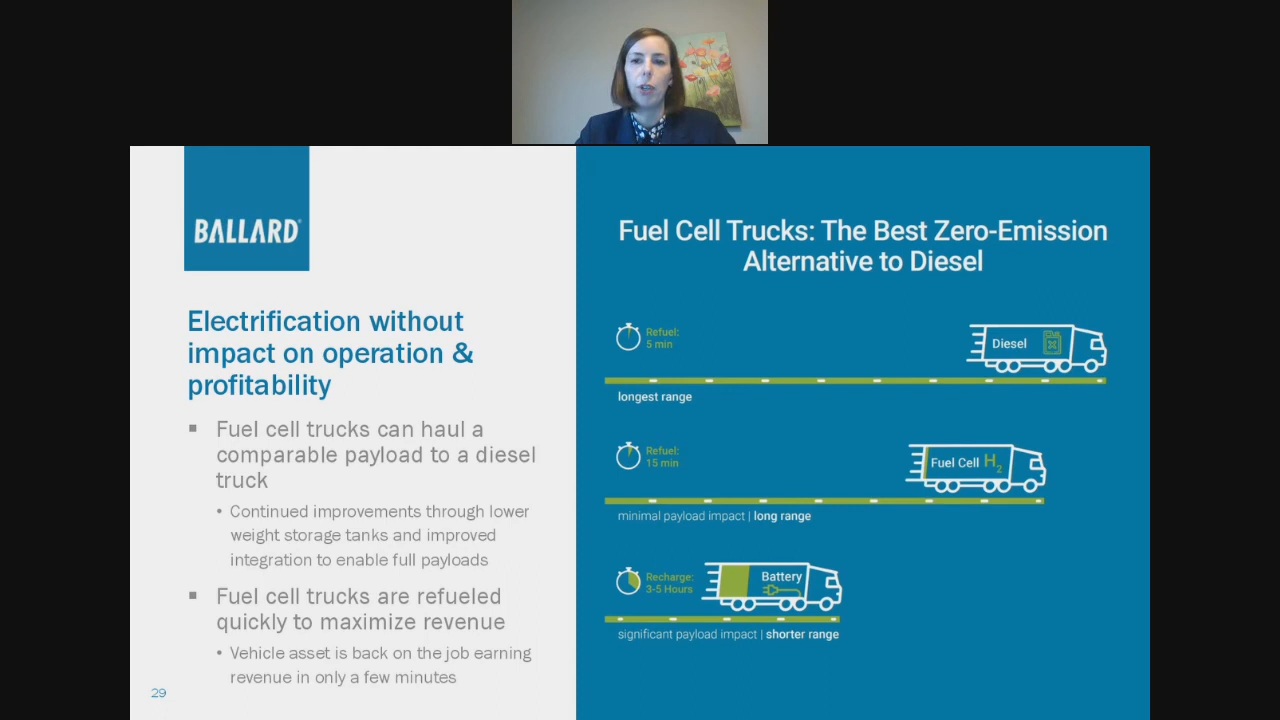 BALLARD
Electrification without
impact on operation &
profitability
▪ Fuel cell trucks can haul a
comparable payload to a diesel
truck
• Continued improvements through lower
weight storage tanks and improved
integration to enable full payloads
▪ Fuel cell trucks are refueled
quickly to maximize revenue
• Vehicle asset is back on the job earning
revenue in only a few minutes
29
Fuel Cell Trucks: The Best Zero-Emission
Alternative to Diesel
Refuel:
5 min
Diesel
longest range
Refuel:
15 min
Fuel Cell H₂
minimal payload impact | long range
Recharge:
3-5 Hours
Battery
significant payload impact | shorter range